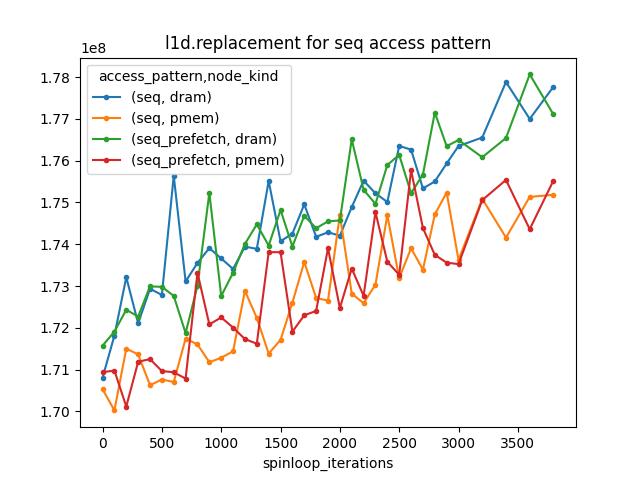 l1d.replacement for seq access pattern
1e8
1.78
1.77
1.76
1.75
1.74
1.73
1.72
1.71
1.70
access_pattern,node_kind
(seq, dram)
(seq, pmem)
(seq_prefetch, dram)
(seq_prefetch, pmem)
0 500 1000 1500 2000 2500 3000 3500
spinloop_iterations